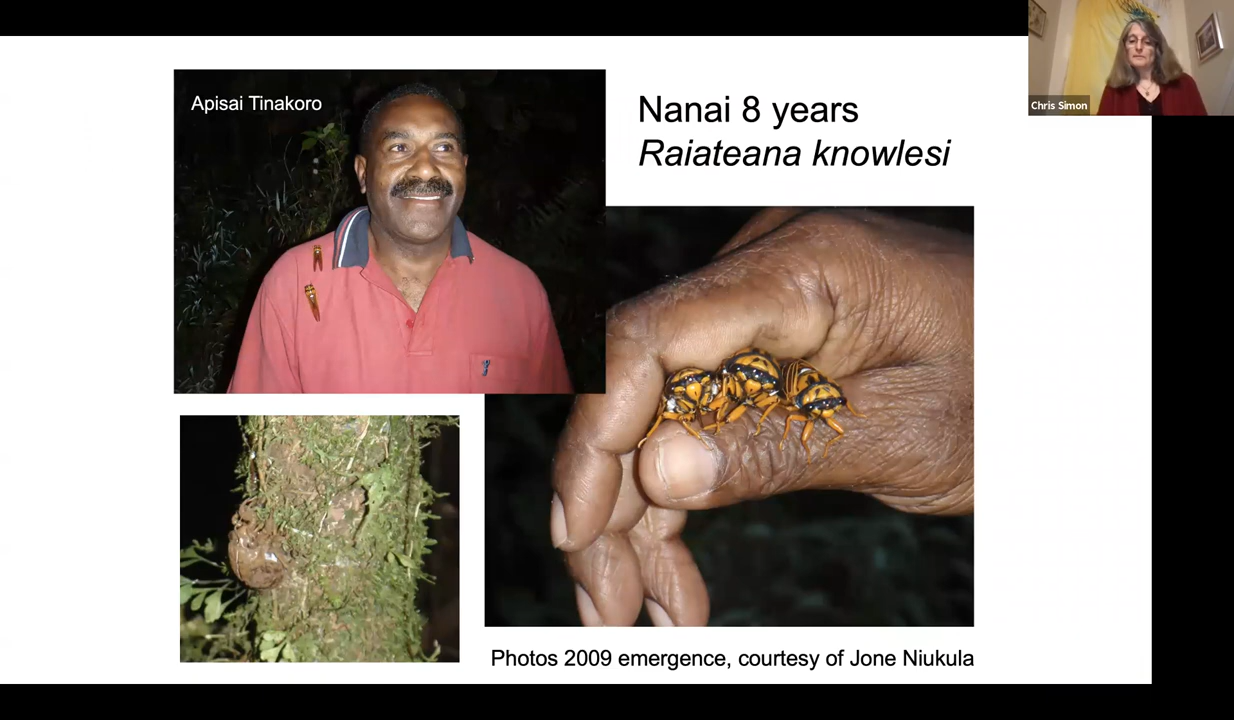 Apisai Tinakoro
Nanai 8 years
Raiateana knowlesi
Chris Simon
Photos 2009 emergence, courtesy of Jone Niukula